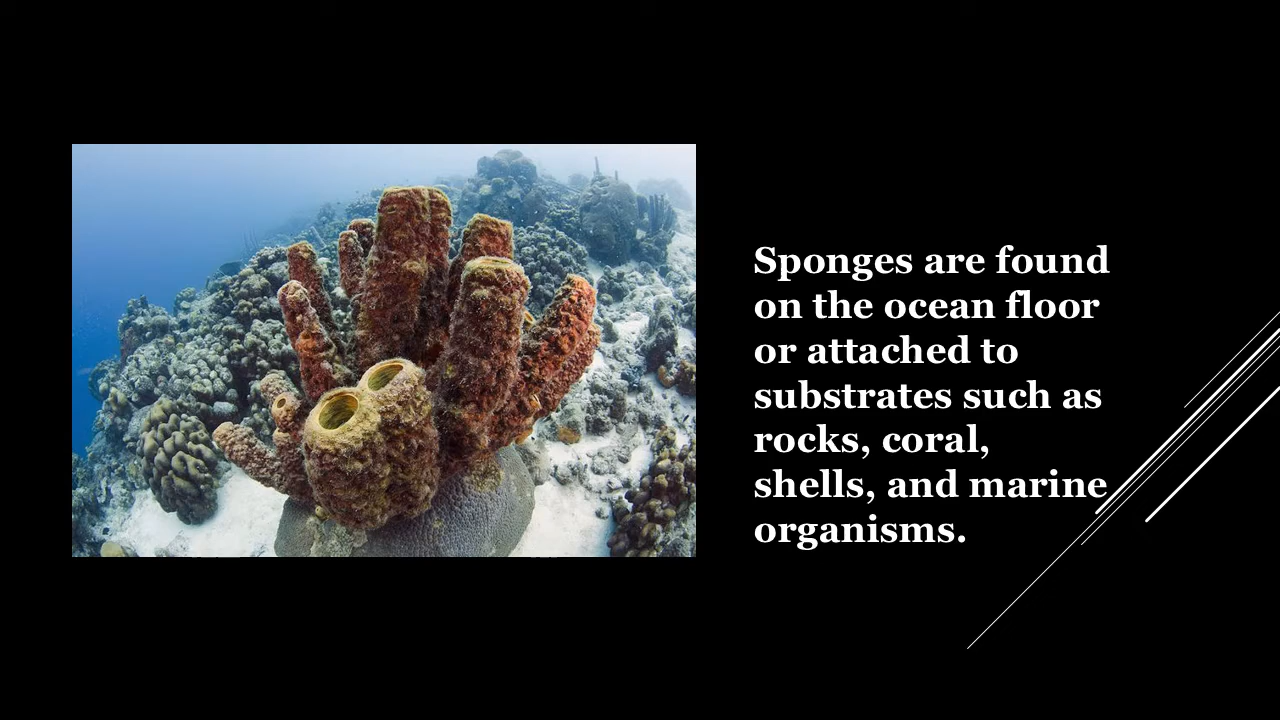 Sponges are found
on the ocean floor
or attached to
substrates such as
rocks, coral,
shells, and marine
organisms.